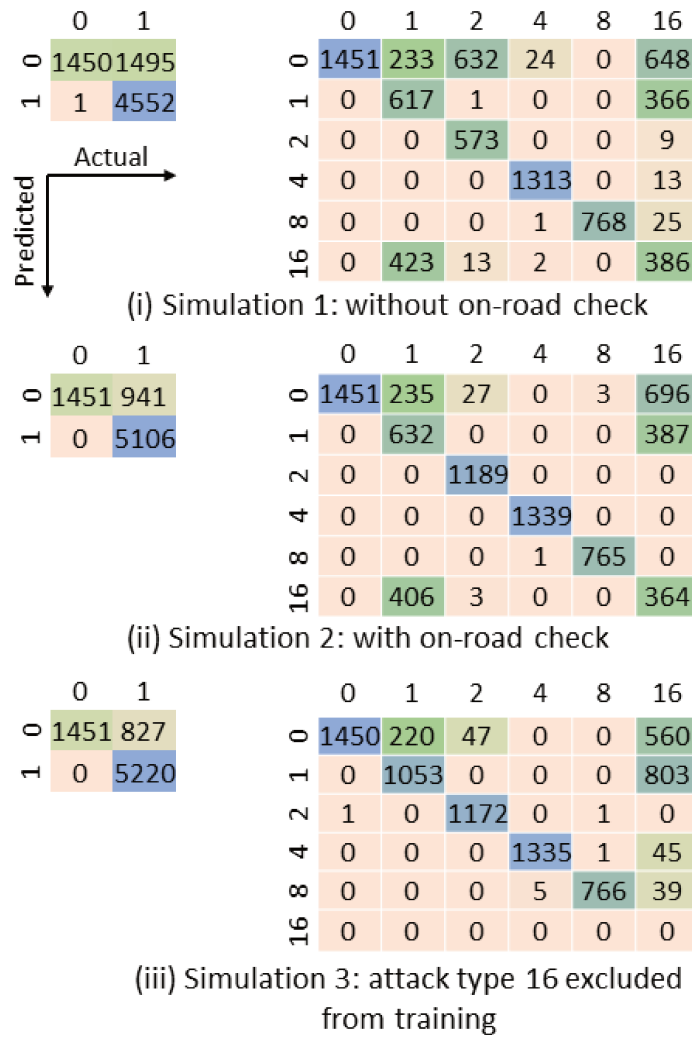 0 1
0 1450 1495
1 1 4552
Actual
Predicted
0 1 2 4 8 16
0 1451 233 632 24 0 648
1 0 617 1 0 0 366
2 0 0 573 0 0 9
4 0 0 0 1313 0 13
8 0 0 0 1 768 25
16 0 423 13 2 0 386
(i) Simulation 1: without on-road check
0 1
0 1451 941
1 0 5106
0 1 2 4 8 16
0 1451 235 27 0 3 696
1 0 632 0 0 0 387
2 0 0 1189 0 0 0
4 0 0 0 1339 0 0
8 0 0 0 1 765 0
16 0 406 3 0 0 364
(ii) Simulation 2: with on-road check
0 1
0 1451 827
1 0 5220
0 1 2 4 8 16
0 1450 220 47 0 0 560
1 0 1053 0 0 0 803
2 1 0 1172 0 1 0
4 0 0 0 1335 1 45
8 0 0 0 5 766 39
16 0 0 0 0 0 0
(iii) Simulation 3: attack type 16 excluded
from training